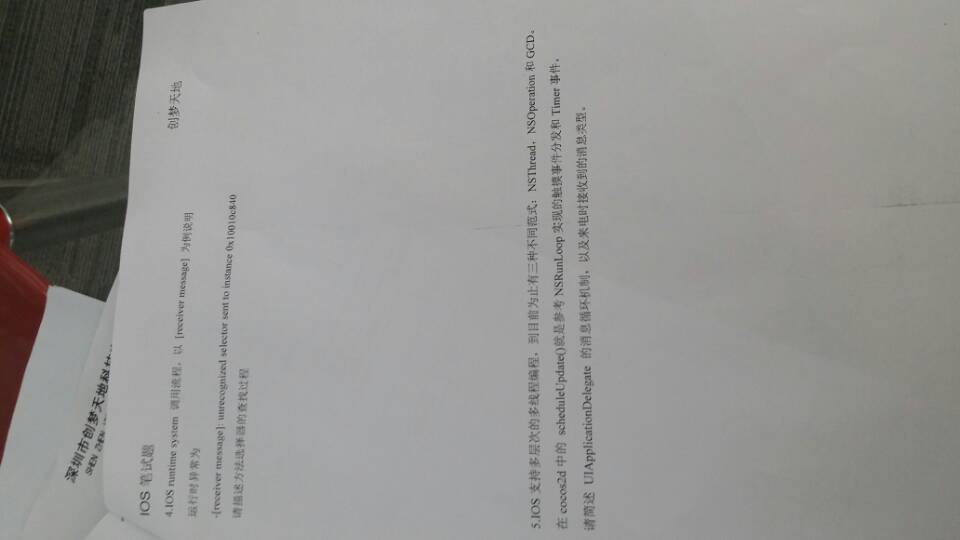 深圳市创梦天地科技
SHEN ZHEN
IOS 笔试题
创梦天地
4.IOS runtime system 调用流程，以 [receiver message] 为例说明
运行时异常为
-[receiver message]: unrecognized selector sent to instance 0x10010c840
请描述方法选择器的查找过程
5.IOS 支持多层次的多线程编程，到目前为止有三种不同范式：NSThread，NSOperation 和 GCD。
在 cocos2d 中的 scheduleUpdate()就是参考 NSRunLoop 实现的触摸事件分发和 Timer 事件。
请简述 UIApplicationDelegate 的消息循环机制，以及来电时接收到的消息类型。